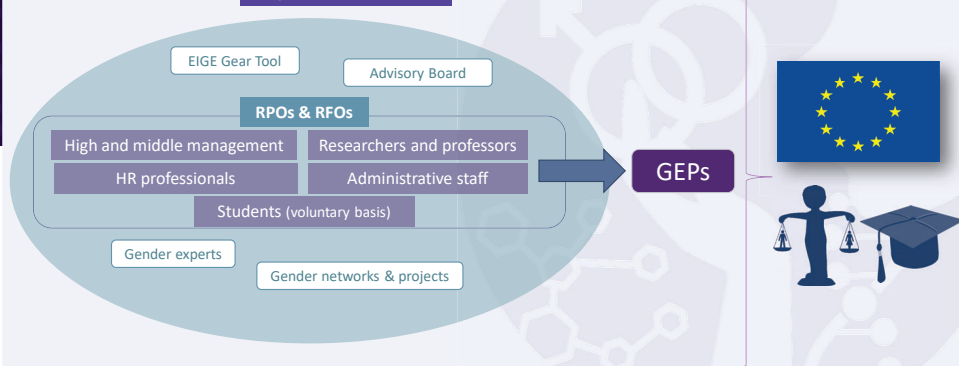 EIGE Gear Tool
Advisory Board
RPOs & RFOs
High and middle management
Researchers and professors
HR professionals
Administrative staff
Students (voluntary basis)
GEPs
Gender experts
Gender networks & projects